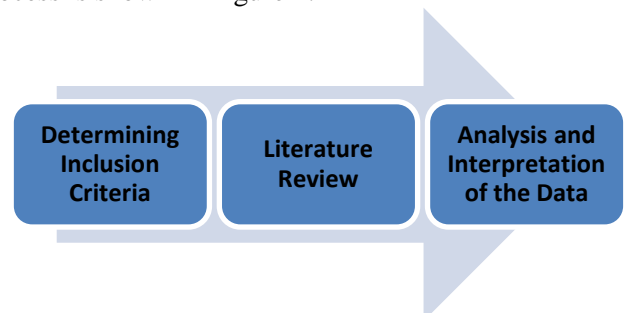 Determining
Inclusion
Criteria
Literature
Review
Analysis and
Interpretation
of the Data